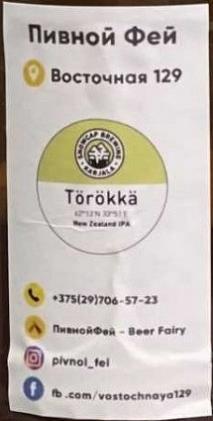 Пивной Фей
Восточная 129
SNOWCAP BREWING
KARJALA
Törökkä
New Zealand IPA
+375(29)706-57-23
ПивнойФей - Beer Fairy
pivnoi_fei
fb.com/vostochnaya129